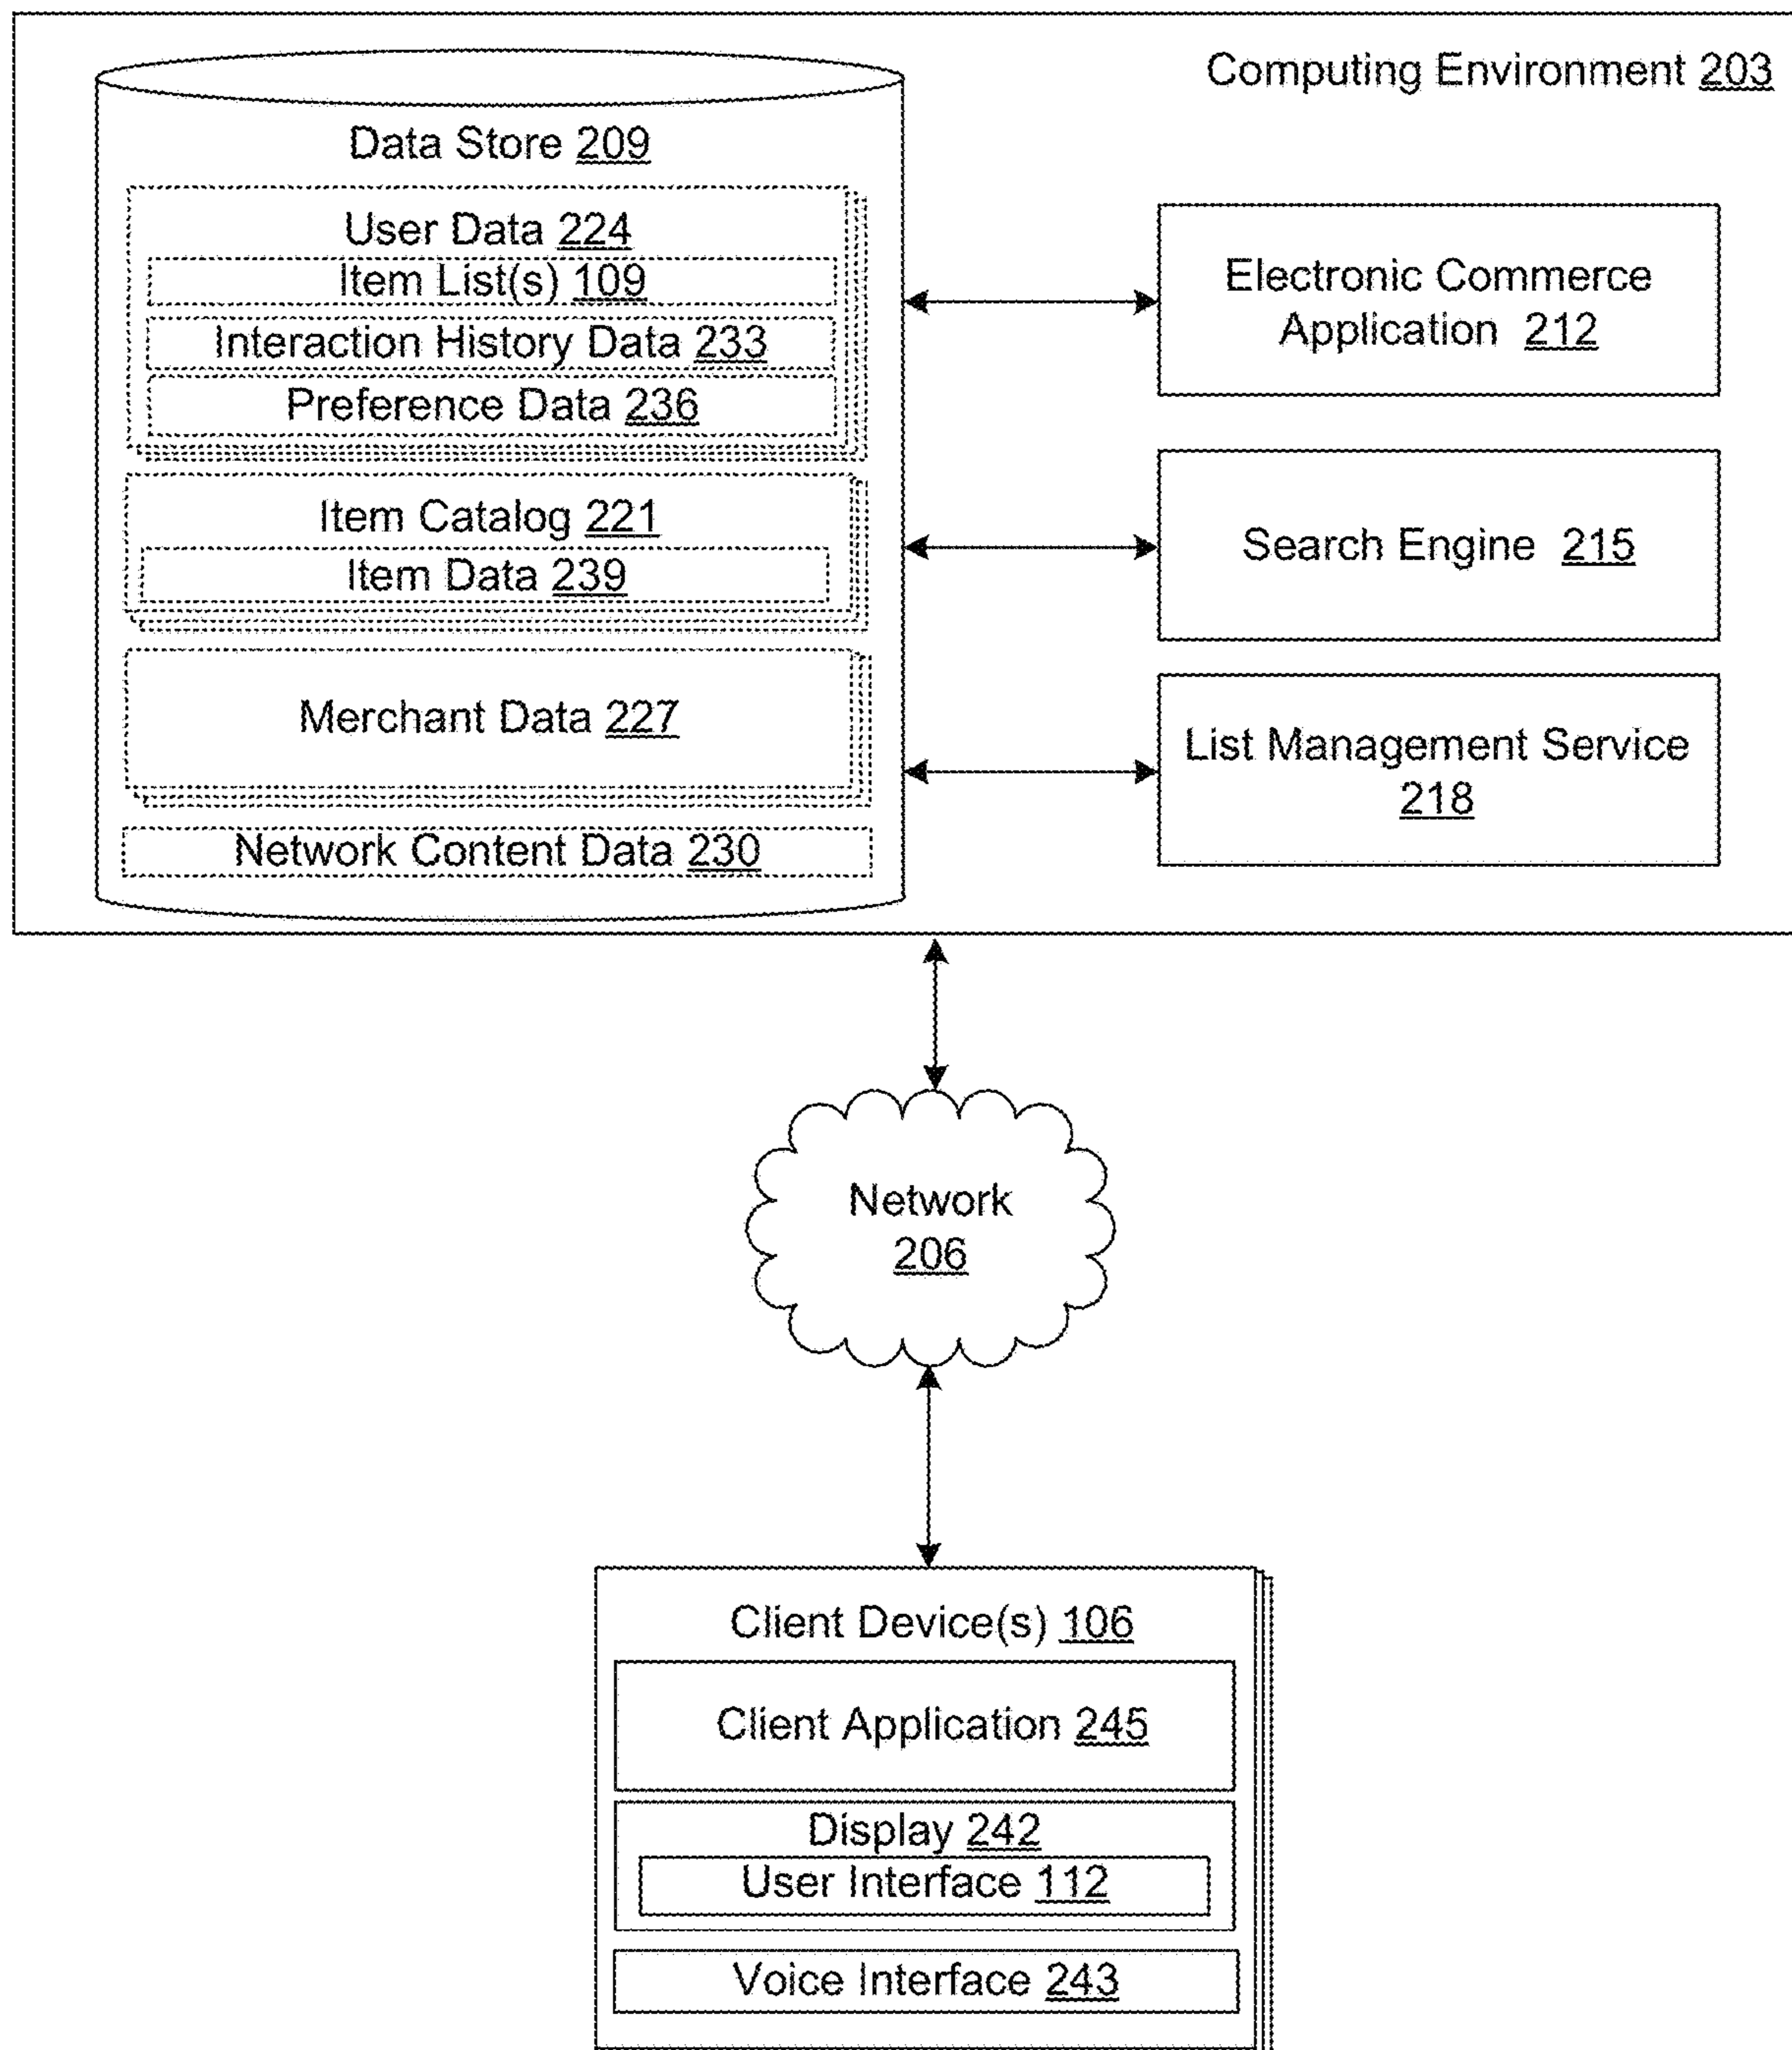 Computing Environment 203
Data Store 209
User Data 224
Item List(s) 109
Interaction History Data 233
Preference Data 236
Item Catalog 221
Item Data 239
Merchant Data 227
Network Content Data 230
Electronic Commerce
Application 212
Search Engine 215
List Management Service
218
Network
206
Client Device(s) 106
Client Application 245
Display 242
User Interface 112
Voice Interface 243